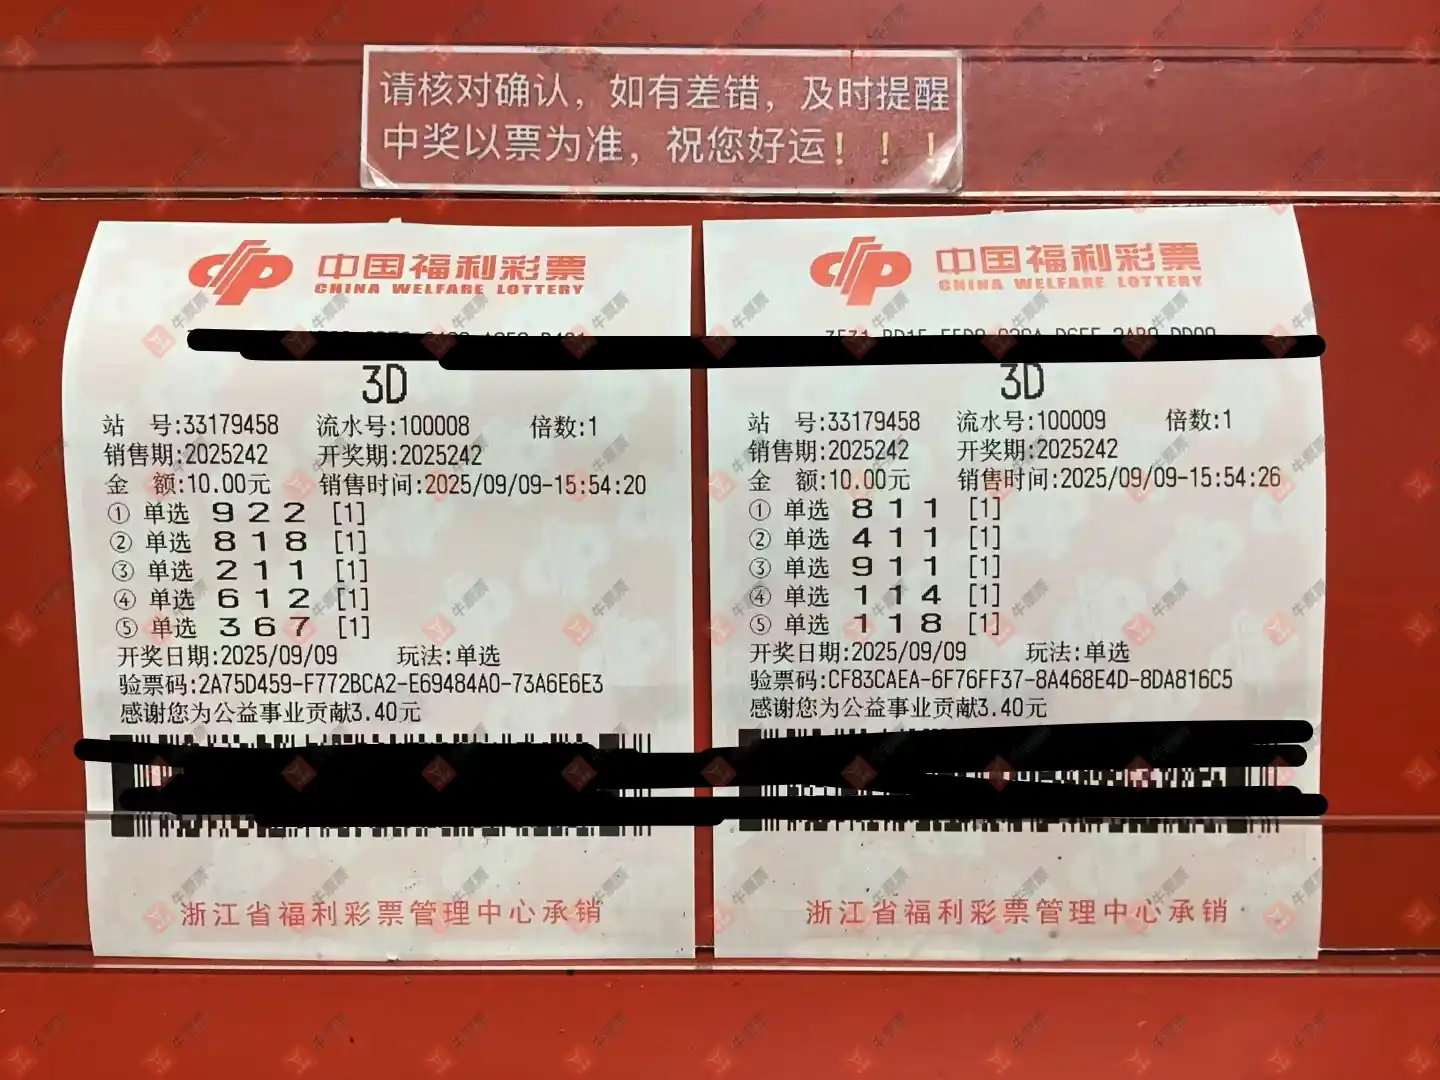 请核对确认，如有差错，及时提醒
中奖以票为准，祝您好运！！！
中国福利彩票
CHINA WELFARE LOTTERY
3D
站 号:33179458 流水号:100008 倍数:1
销售期:2025242 开奖期:2025242
金 额:10.00元 销售时间:2025/09/09-15:54:20
① 单选 9 2 2 [1]
② 单选 8 1 8 [1]
③ 单选 2 1 1 [1]
④ 单选 6 1 2 [1]
⑤ 单选 3 6 7 [1]
开奖日期:2025/09/09 玩法:单选
验票码:2A75D459-F772BCA2-E69484A0-73A6E6E3
感谢您为公益事业贡献3.40元
浙江省福利彩票管理中心承销
中国福利彩票
CHINA WELFARE LOTTERY
3D
站 号:33179458 流水号:100009 倍数:1
销售期:2025242 开奖期:2025242
金 额:10.00元 销售时间:2025/09/09-15:54:26
① 单选 8 1 1 [1]
② 单选 4 1 1 [1]
③ 单选 9 1 1 [1]
④ 单选 1 1 4 [1]
⑤ 单选 1 1 8 [1]
开奖日期:2025/09/09 玩法:单选
验票码:CF83CAEA-6F76FF37-8A468E4D-8DA816C5
感谢您为公益事业贡献3.40元
浙江省福利彩票管理中心承销